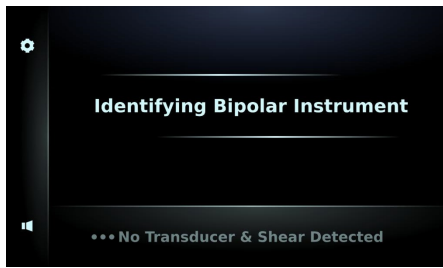 Identifying Bipolar Instrument
•••No Transducer & Shear Detected